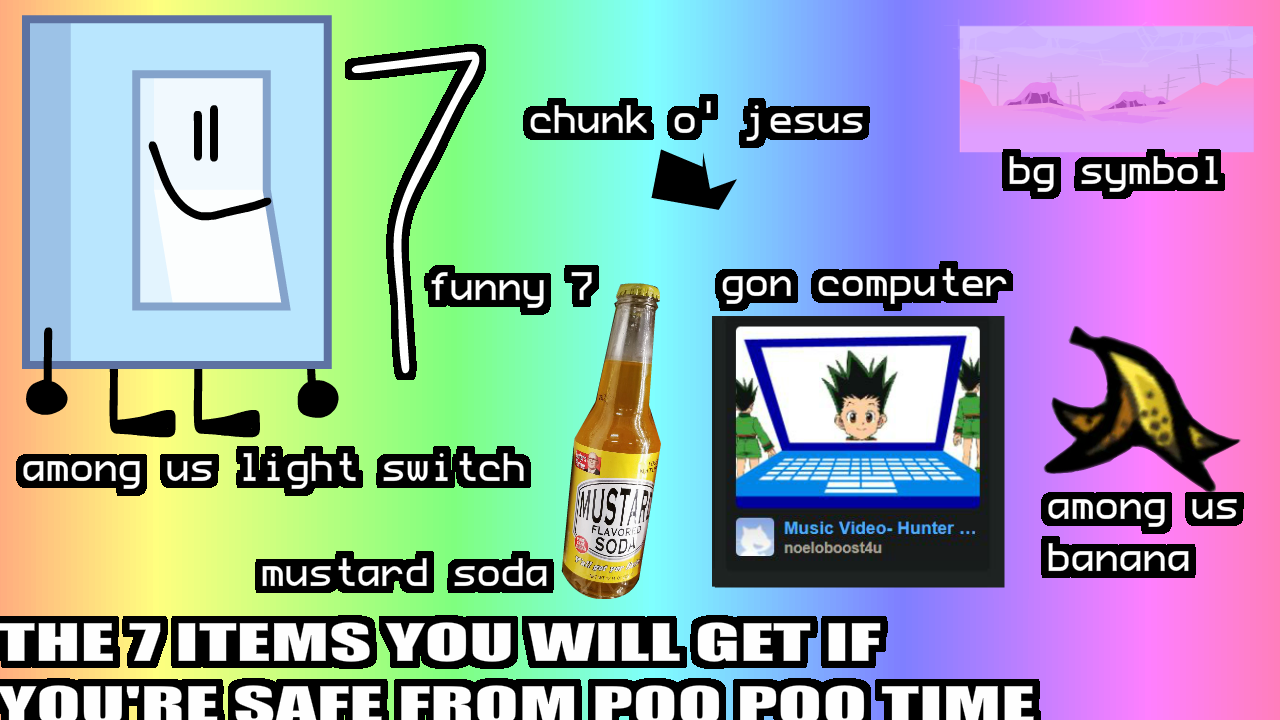 chunk o' jesus
bg symbol
funny 7
gon computer
among us light switch
MUSTARD
FLAVORED
SODA
Music Video- Hunter ...
noeloboost4u
among us
banana
mustard soda
THE 7 ITEMS YOU WILL GET IF
YOU'RE SAFE FROM POO POO TIME